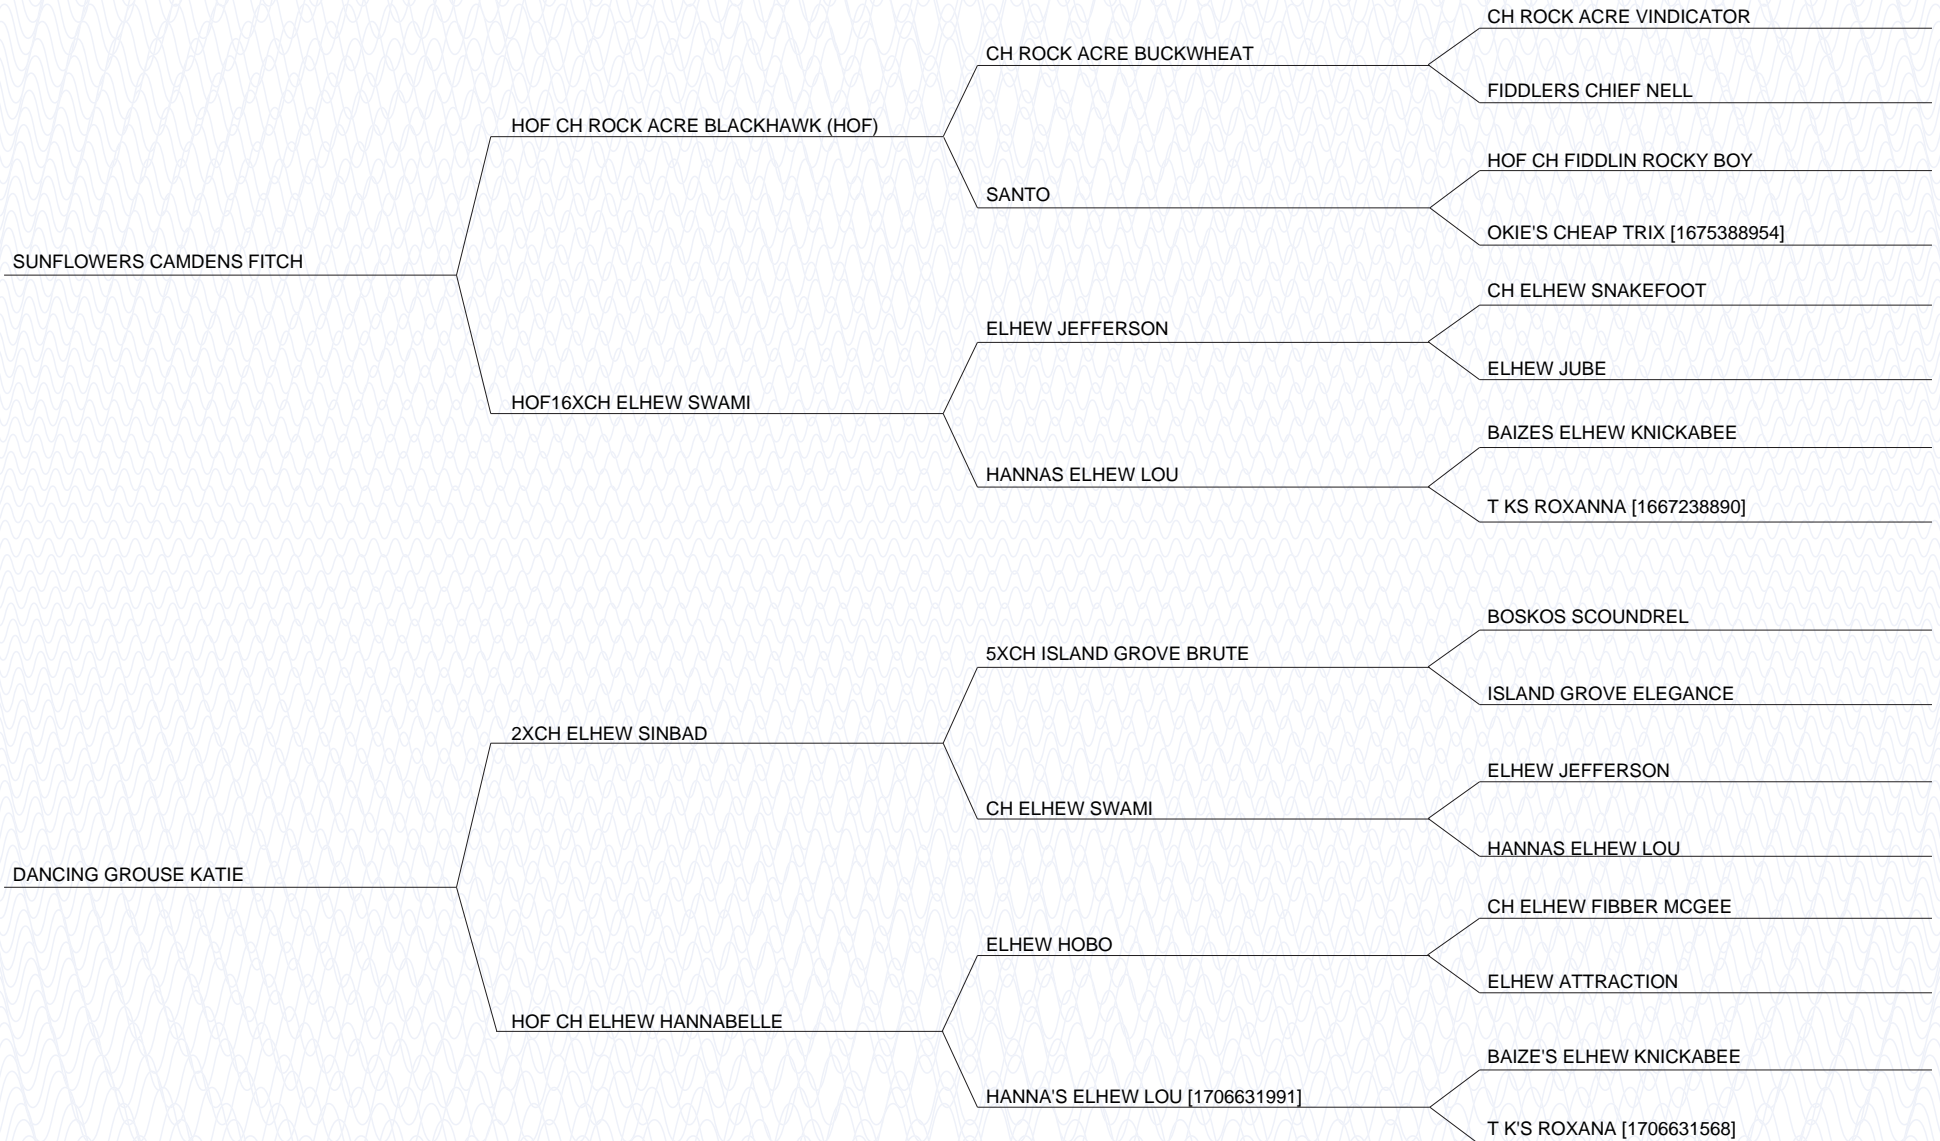 CH ROCK ACRE VINDICATOR
CH ROCK ACRE BUCKWHEAT
FIDDLERS CHIEF NELL
HOF CH ROCK ACRE BLACKHAWK (HOF)
HOF CH FIDDLIN ROCKY BOY
SANTO
OKIE'S CHEAP TRIX [1675388954]
SUNFLOWERS CAMDENS FITCH
CH ELHEW SNAKEFOOT
ELHEW JEFFERSON
ELHEW JUBE
HOF16XCH ELHEW SWAMI
BAIZES ELHEW KNICKABEE
HANNAS ELHEW LOU
T KS ROXANNA [1667238890]
BOSKOS SCOUNDREL
5XCH ISLAND GROVE BRUTE
ISLAND GROVE ELEGANCE
2XCH ELHEW SINBAD
ELHEW JEFFERSON
CH ELHEW SWAMI
HANNAS ELHEW LOU
DANCING GROUSE KATIE
CH ELHEW FIBBER MCGEE
ELHEW HOBO
ELHEW ATTRACTION
HOF CH ELHEW HANNABELLE
BAIZE'S ELHEW KNICKABEE
HANNA'S ELHEW LOU [1706631991]
T K'S ROXANA [1706631568]